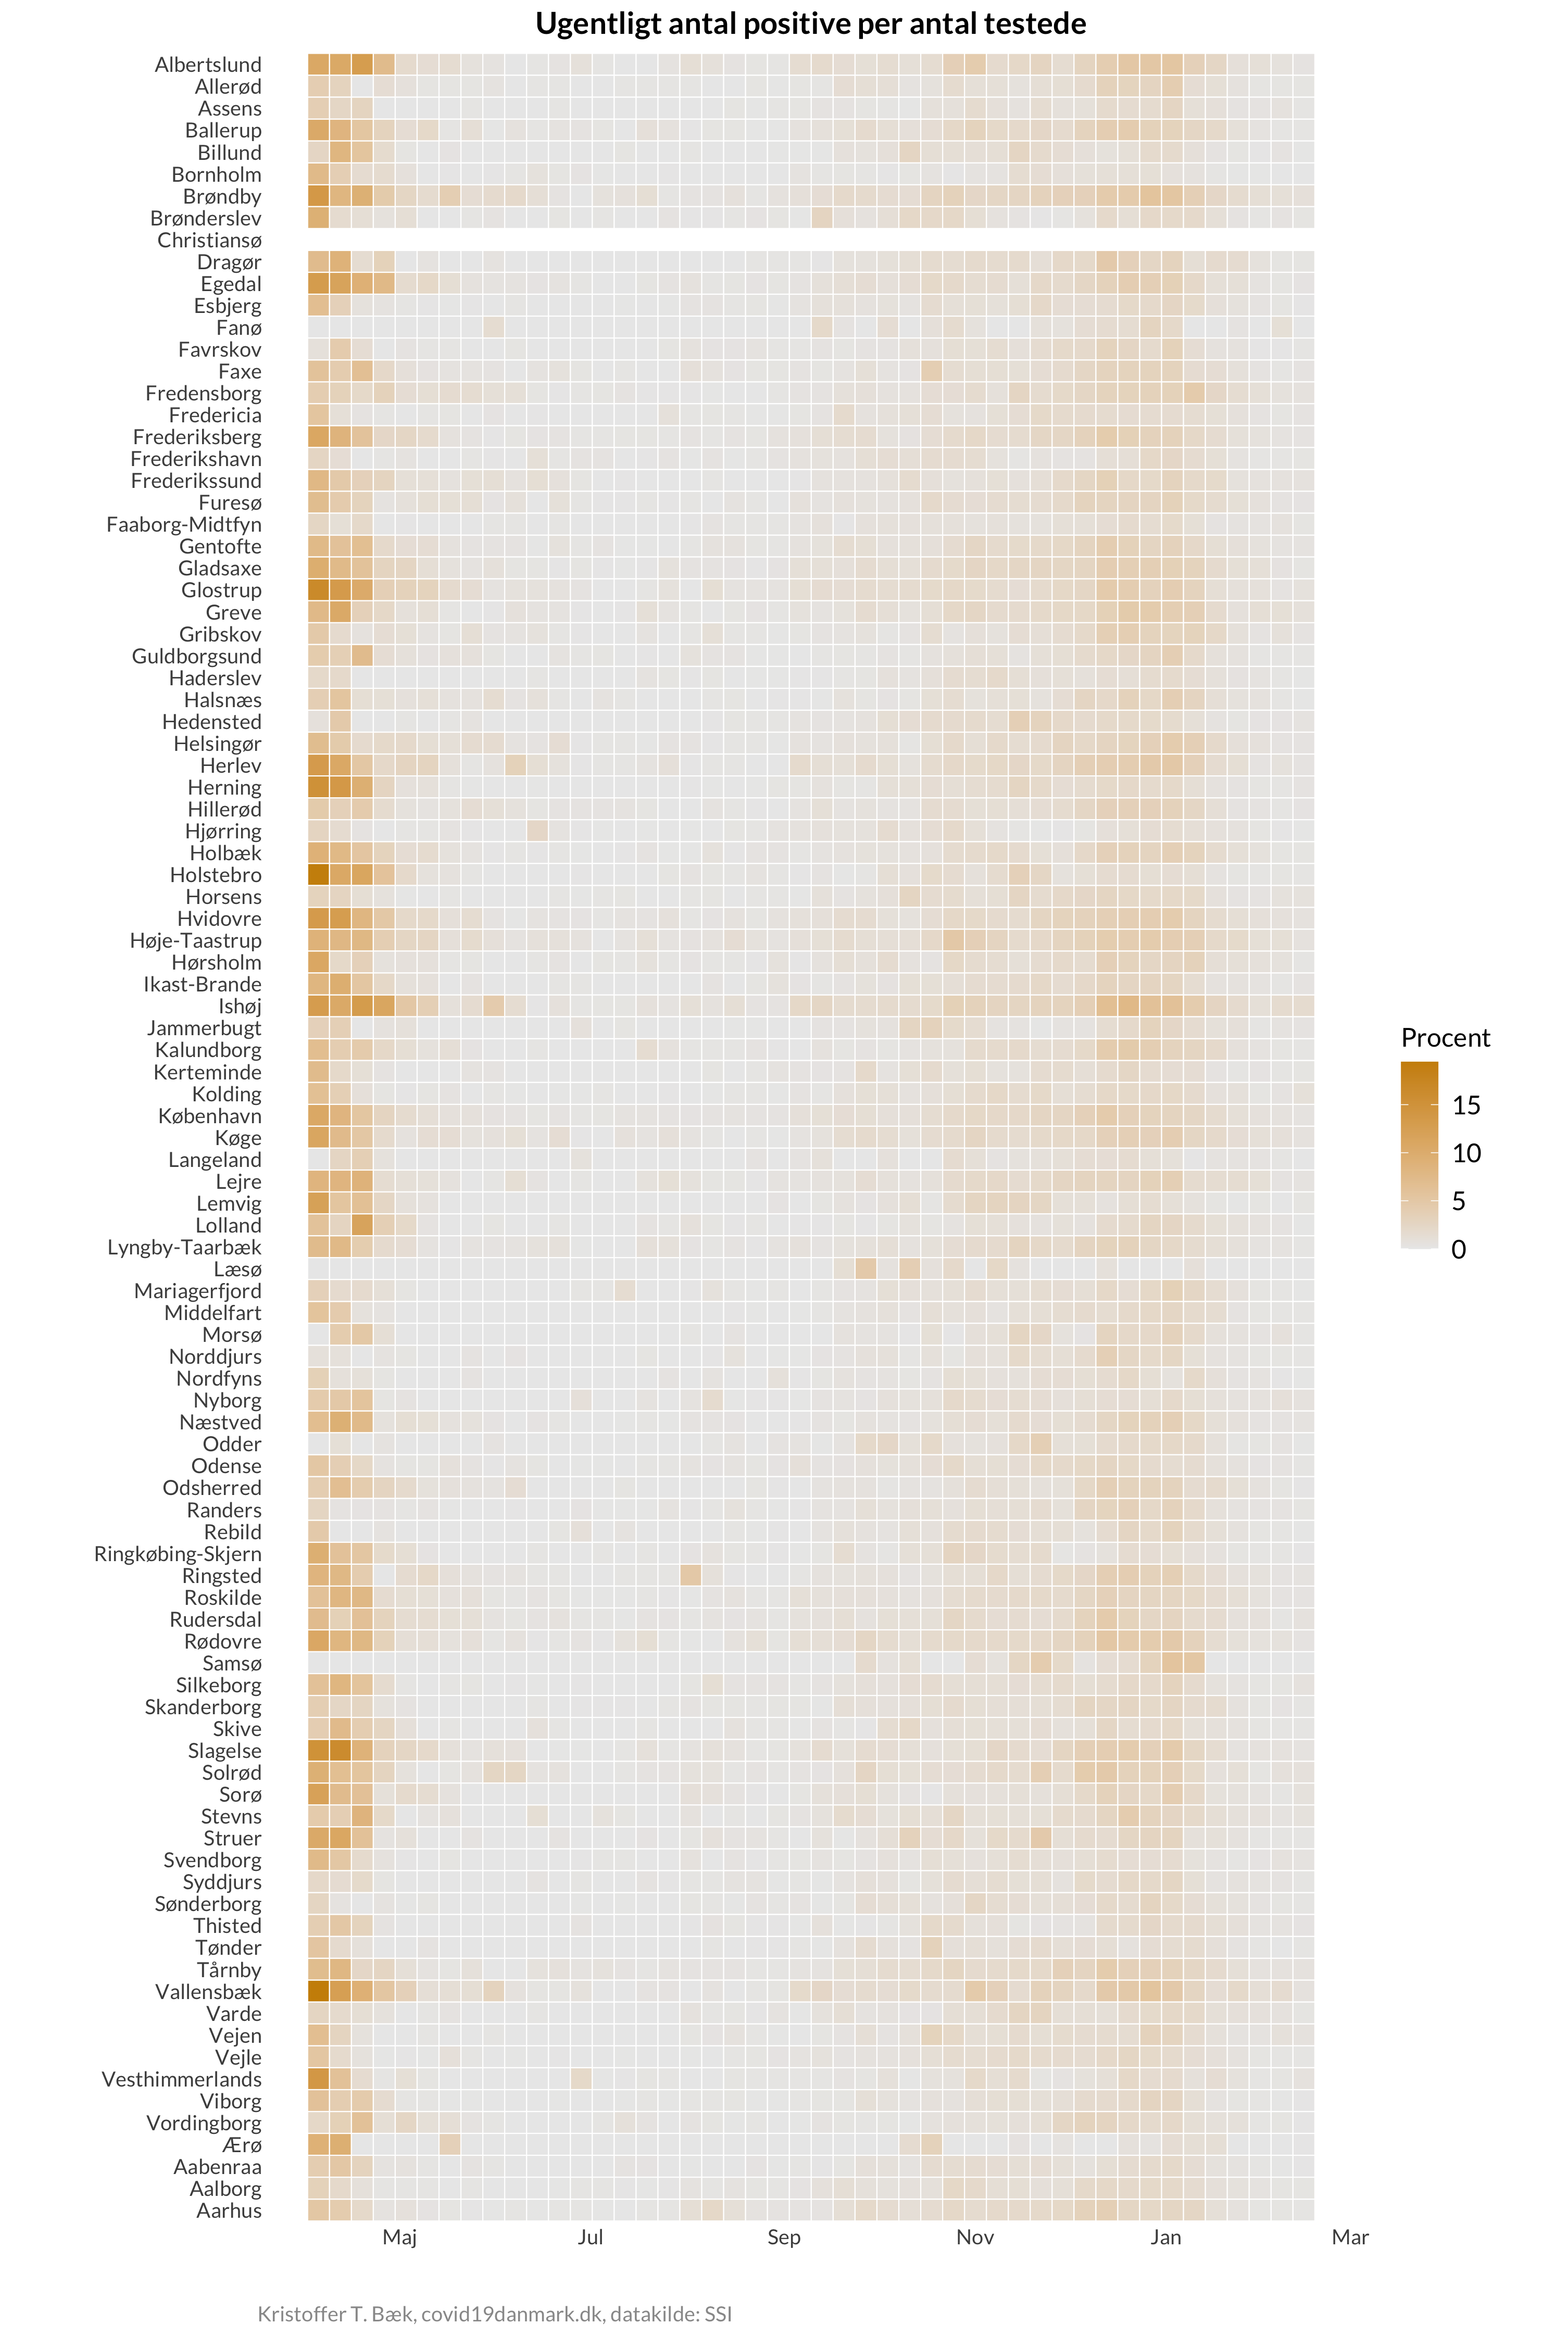 Ugentligt antal positive per antal testede
Albertslund
Allerød
Assens
Ballerup
Billund
Bornholm
Brøndby
Brønderslev
Christiansø
Dragør
Egedal
Esbjerg
Fanø
Favrskov
Faxe
Fredensborg
Fredericia
Frederiksberg
Frederikshavn
Frederikssund
Furesø
Faaborg-Midtfyn
Gentofte
Gladsaxe
Glostrup
Greve
Gribskov
Guldborgsund
Haderslev
Halsnæs
Hedensted
Helsingør
Herlev
Herning
Hillerød
Hjørring
Holbæk
Holstebro
Horsens
Hvidovre
Høje-Taastrup
Hørsholm
Ikast-Brande
Ishøj
Jammerbugt
Kalundborg
Kerteminde
Kolding
København
Køge
Langeland
Lejre
Lemvig
Lolland
Lyngby-Taarbæk
Læsø
Mariagerfjord
Middelfart
Morsø
Norddjurs
Nordfyns
Nyborg
Næstved
Odder
Odense
Odsherred
Randers
Rebild
Ringkøbing-Skjern
Ringsted
Roskilde
Rudersdal
Rødovre
Samsø
Silkeborg
Skanderborg
Skive
Slagelse
Solrød
Sorø
Stevns
Struer
Svendborg
Syddjurs
Sønderborg
Thisted
Tønder
Tårnby
Vallensbæk
Varde
Vejen
Vejle
Vesthimmerlands
Viborg
Vordingborg
Ærø
Aabenraa
Aalborg
Aarhus
Maj Jul Sep Nov Jan Mar
Procent
15
10
5
0
Kristoffer T. Bæk, covid19danmark.dk, datakilde: SSI